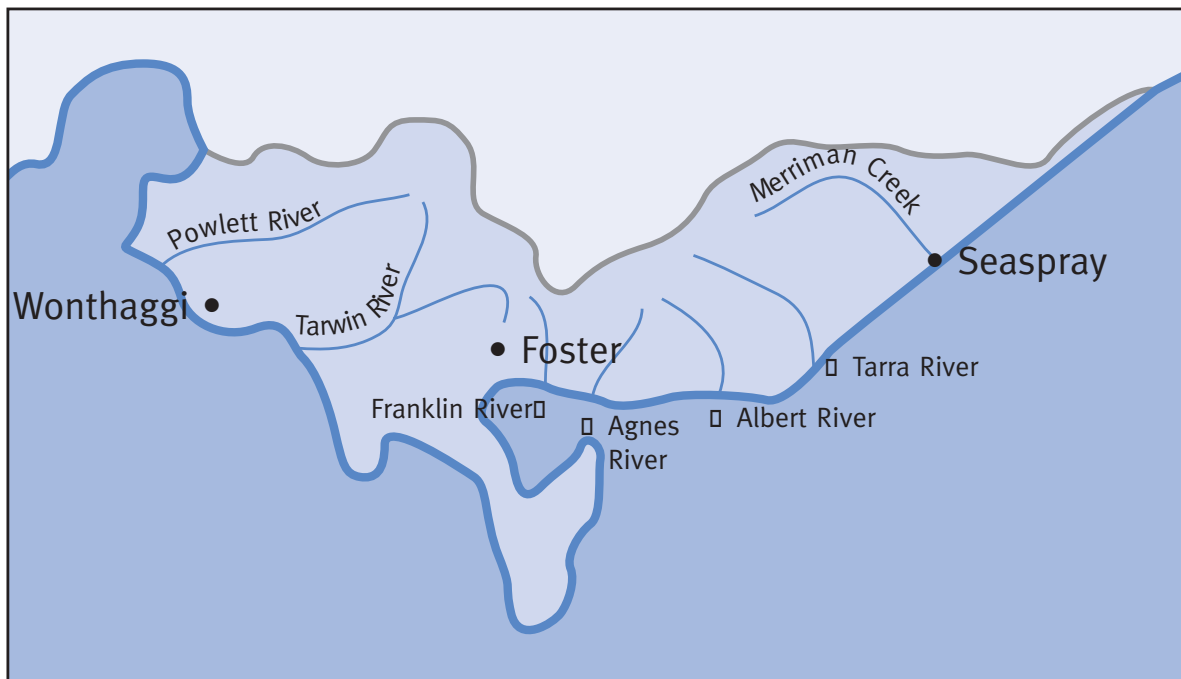 Merriman Creek
Powlett River
Seaspray
Wonthaggi
Tarwin River
Foster
Tarra River
Franklin River
Albert River
Agnes
River